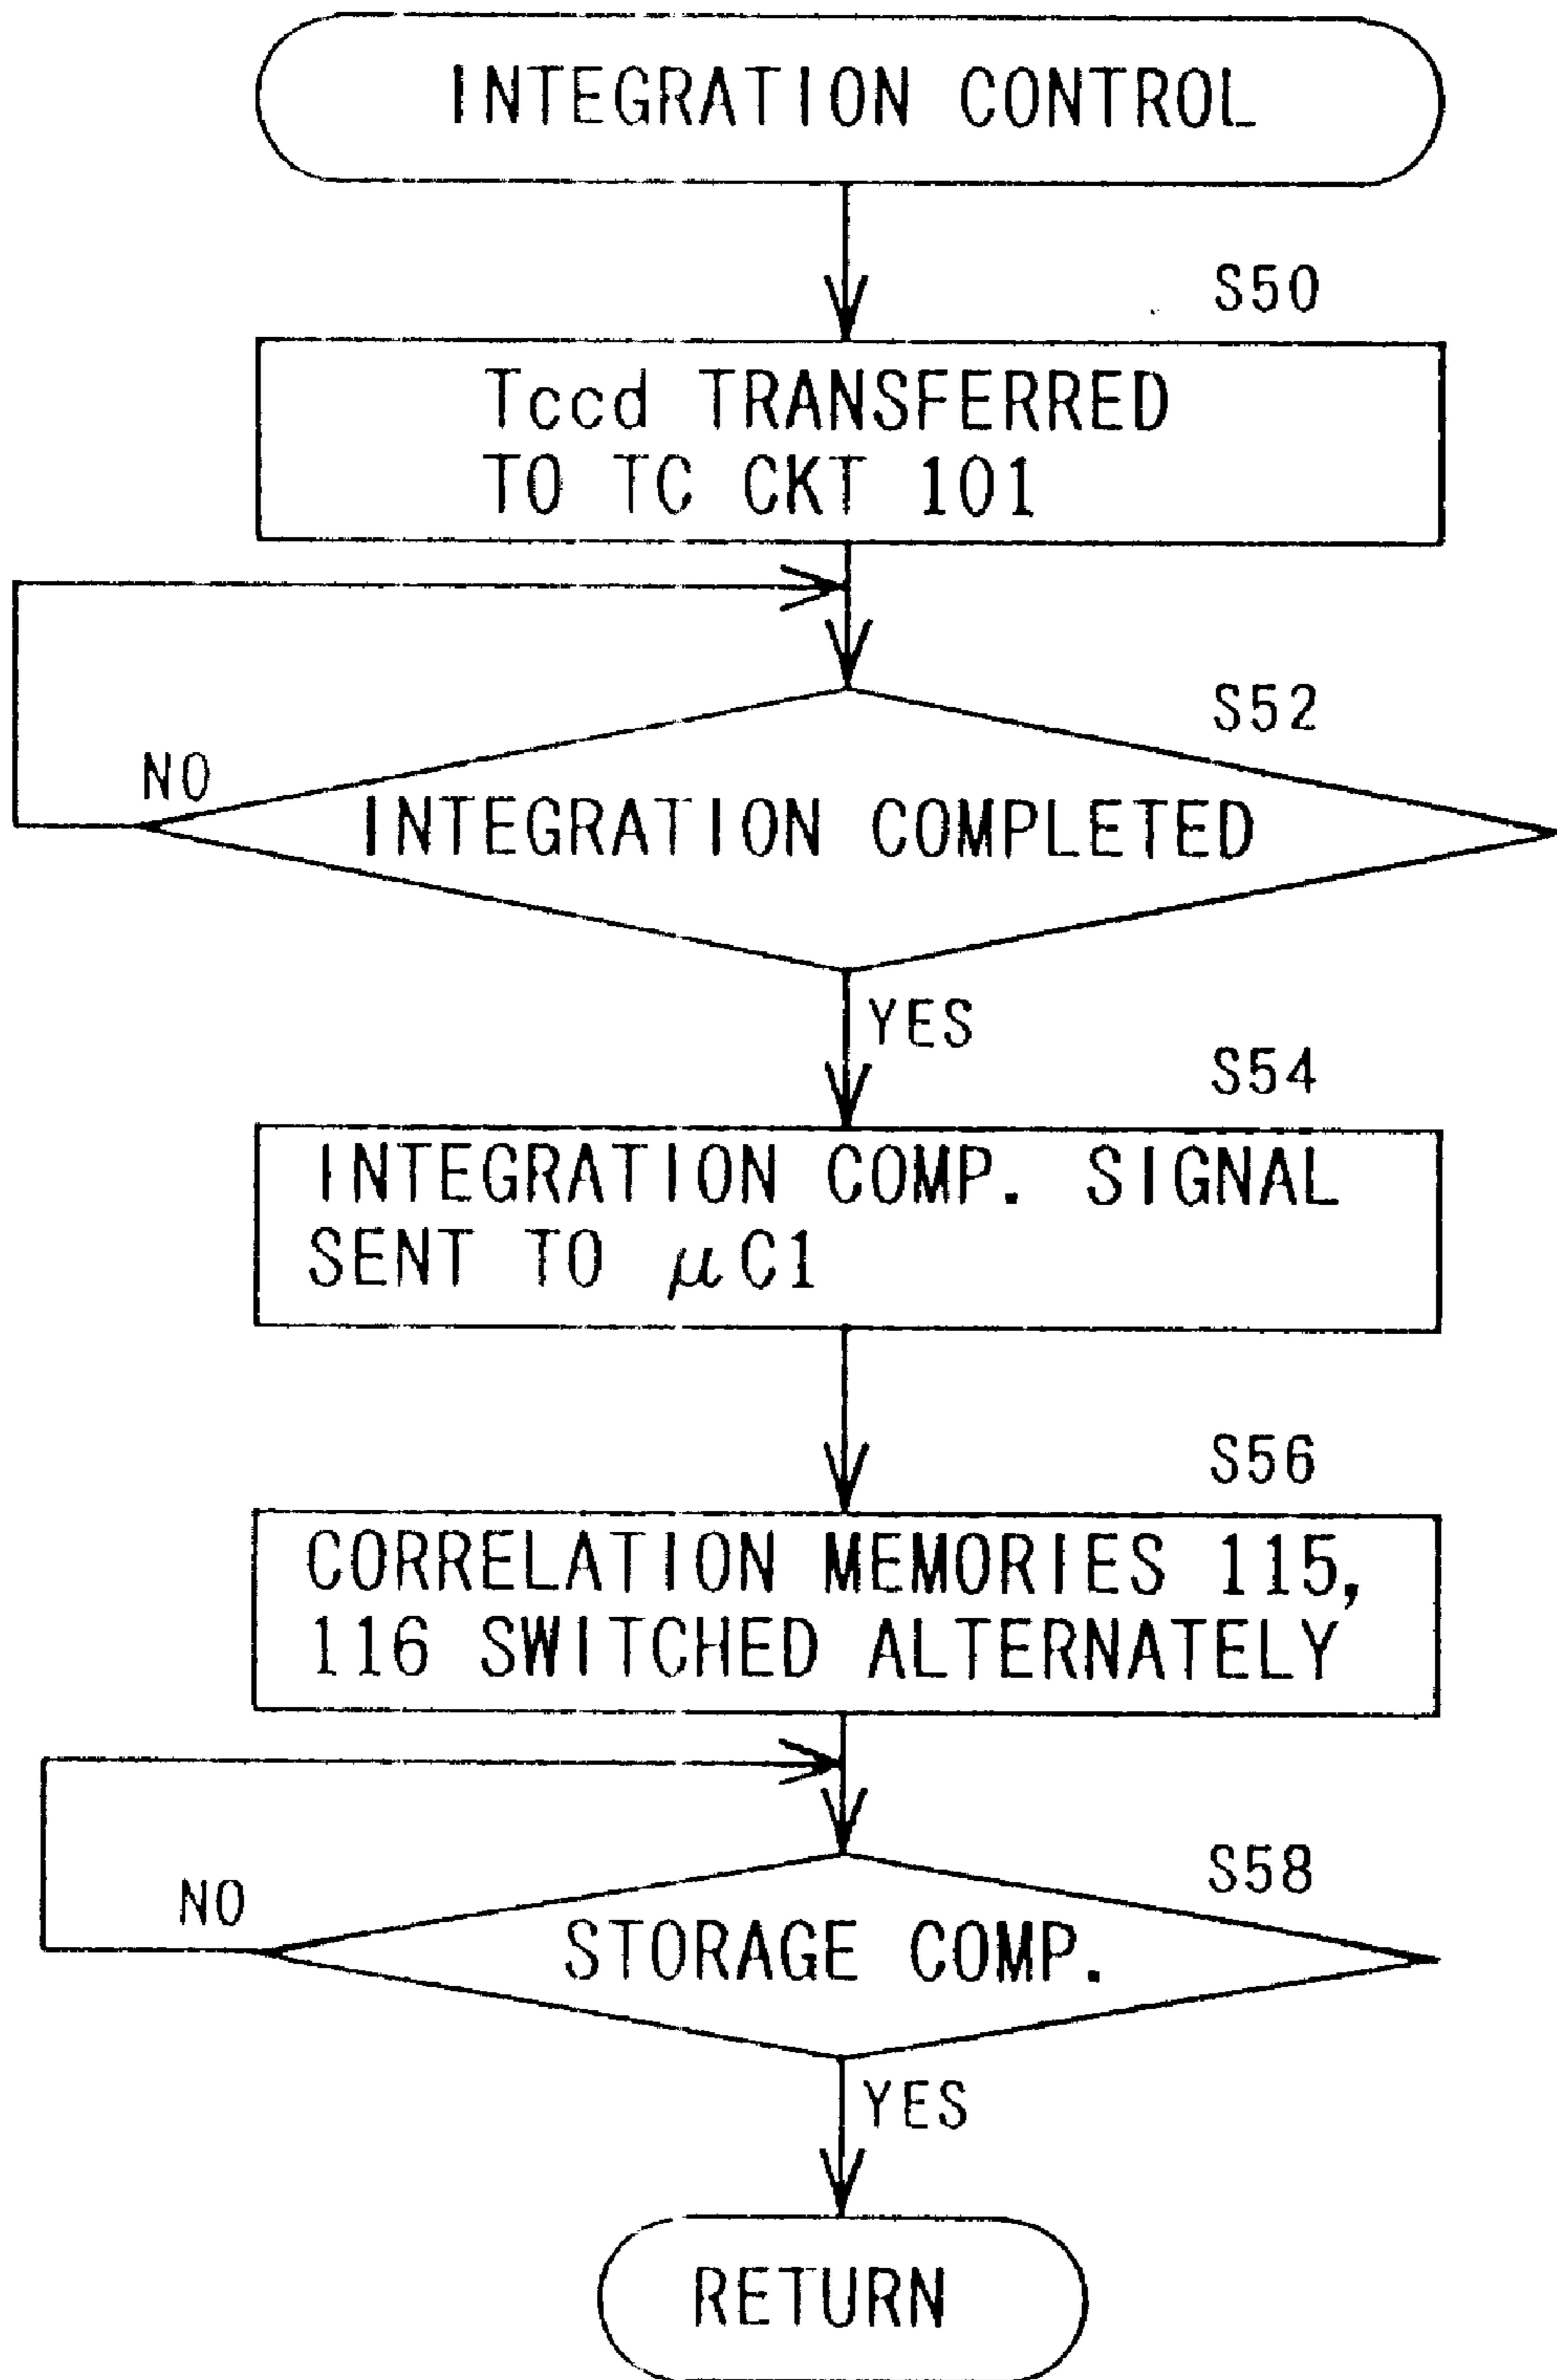 INTEGRATION CONTROL
S50
Tccd TRANSFERRED
TO TC CKT 101
S52
NO
INTEGRATION COMPLETED
YES
S54
INTEGRATION COMP. SIGNAL
SENT TO μC1
S56
CORRELATION MEMORIES 115,
116 SWITCHED ALTERNATELY
S58
NO
STORAGE COMP.
YES
RETURN